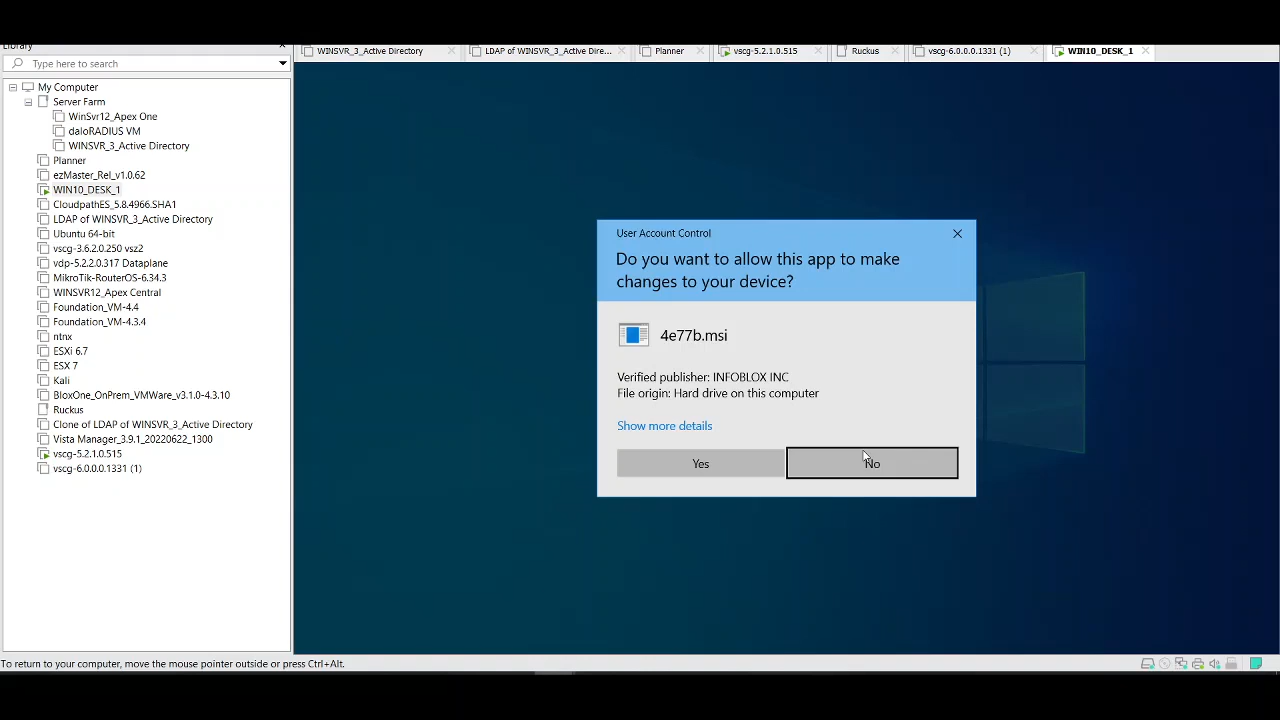 Library
WINSVR_3_Active Directory
LDAP of WINSVR_3_Active Dire...
Planner
vscg-5.2.1.0.515
Ruckus
vscg-6.0.0.0.1331 (1)
WIN10_DESK_1
Type here to search
My Computer
Server Farm
WinSvr12_Apex One
daloRADIUS VM
WINSVR_3_Active Directory
Planner
ezMaster_Rel_v1.0.62
WIN10_DESK_1
CloudpathES_5.8.4966.SHA1
LDAP of WINSVR_3_Active Directory
Ubuntu 64-bit
vscg-3.6.2.0.250 vsz2
vdp-5.2.2.0.317 Dataplane
MikroTik-RouterOS-6.34.3
WINSVR12_Apex Central
Foundation_VM-4.4
Foundation_VM-4.3.4
ntnx
ESXi 6.7
ESX 7
Kali
BloxOne_OnPrem_VMWare_v3.1.0-4.3.10
Ruckus
Clone of LDAP of WINSVR_3_Active Directory
Vista Manager_3.9.1_20220622_1300
vscg-5.2.1.0.515
vscg-6.0.0.0.1331 (1)
User Account Control
Do you want to allow this app to make
changes to your device?
4e77b.msi
Verified publisher: INFOBLOX INC
File origin: Hard drive on this computer
Show more details
Yes
No
To return to your computer, move the mouse pointer outside or press Ctrl+Alt.